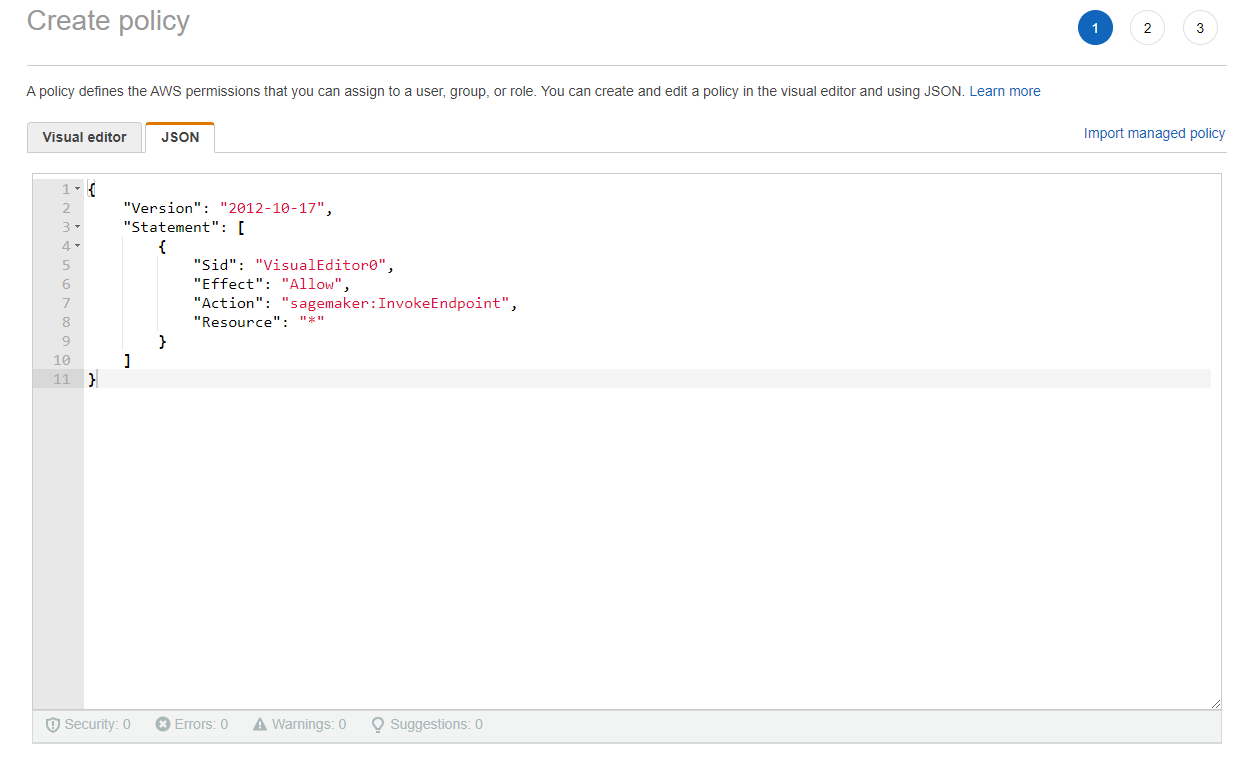 Create policy
1 2 3
A policy defines the AWS permissions that you can assign to a user, group, or role. You can create and edit a policy in the visual editor and using JSON. Learn more
Visual editor JSON Import managed policy
1 {
2     "Version": "2012-10-17",
3     "Statement": [
4         {
5             "Sid": "VisualEditor0",
6             "Effect": "Allow",
7             "Action": "sagemaker:InvokeEndpoint",
8             "Resource": "*"
9         }
10     ]
11 }
Security: 0 Errors: 0 Warnings: 0 Suggestions: 0